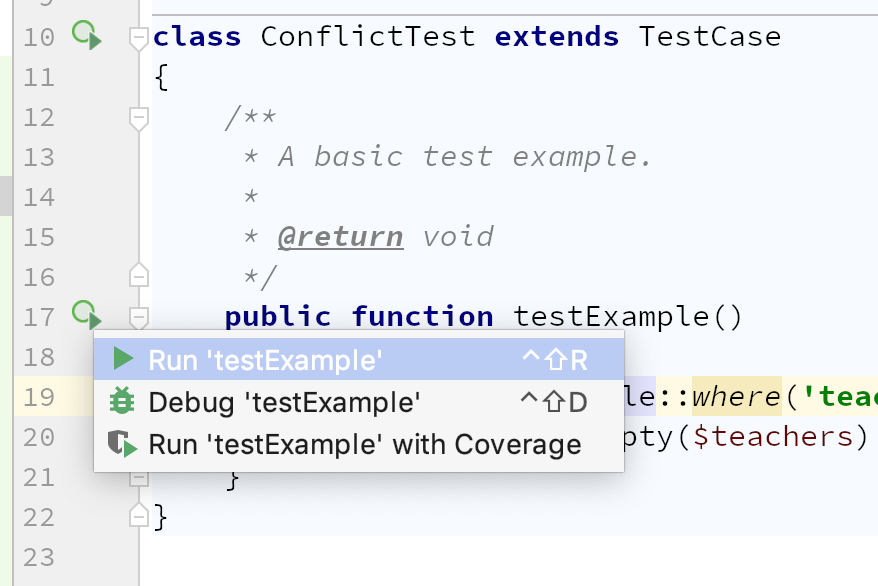 10 class ConflictTest extends TestCase
11 {
12 /**
13 * A basic test example.
14 *
15 * @return void
16 */
17 public function testExample()
18
Run 'testExample' ^⇧R
19 le::where('teac
Debug 'testExample' ^⇧D
20 pty($teachers)
Run 'testExample' with Coverage
21 }
22 }
23